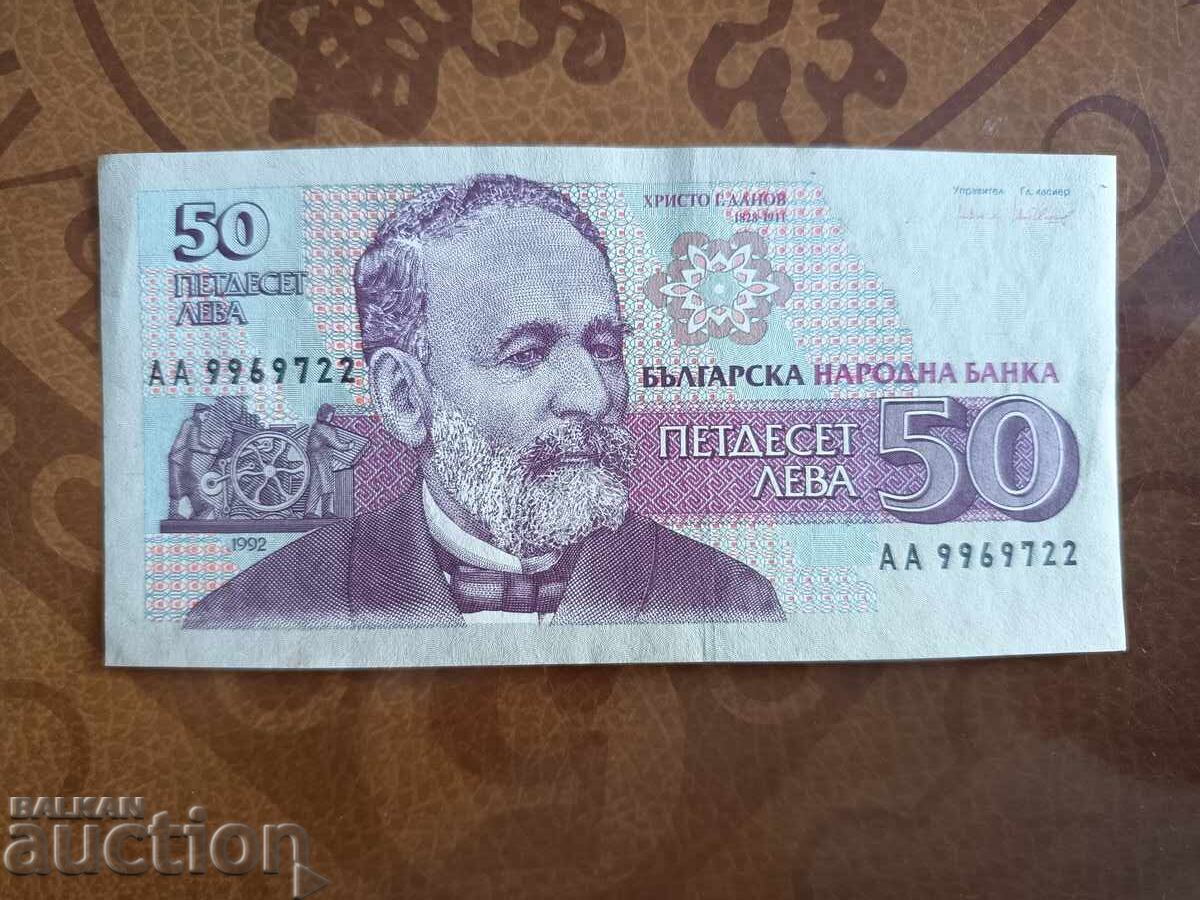 50
ПЕТДЕСЕТ
ЛЕВА
АА 9969722
1992
ХРИСТО Г. ДАНОВ
1828-1911
Управител Гл. касиер
БЪЛГАРСКА НАРОДНА БАНКА
ПЕТДЕСЕТ
ЛЕВА
50
АА 9969722
BALKAN
auction